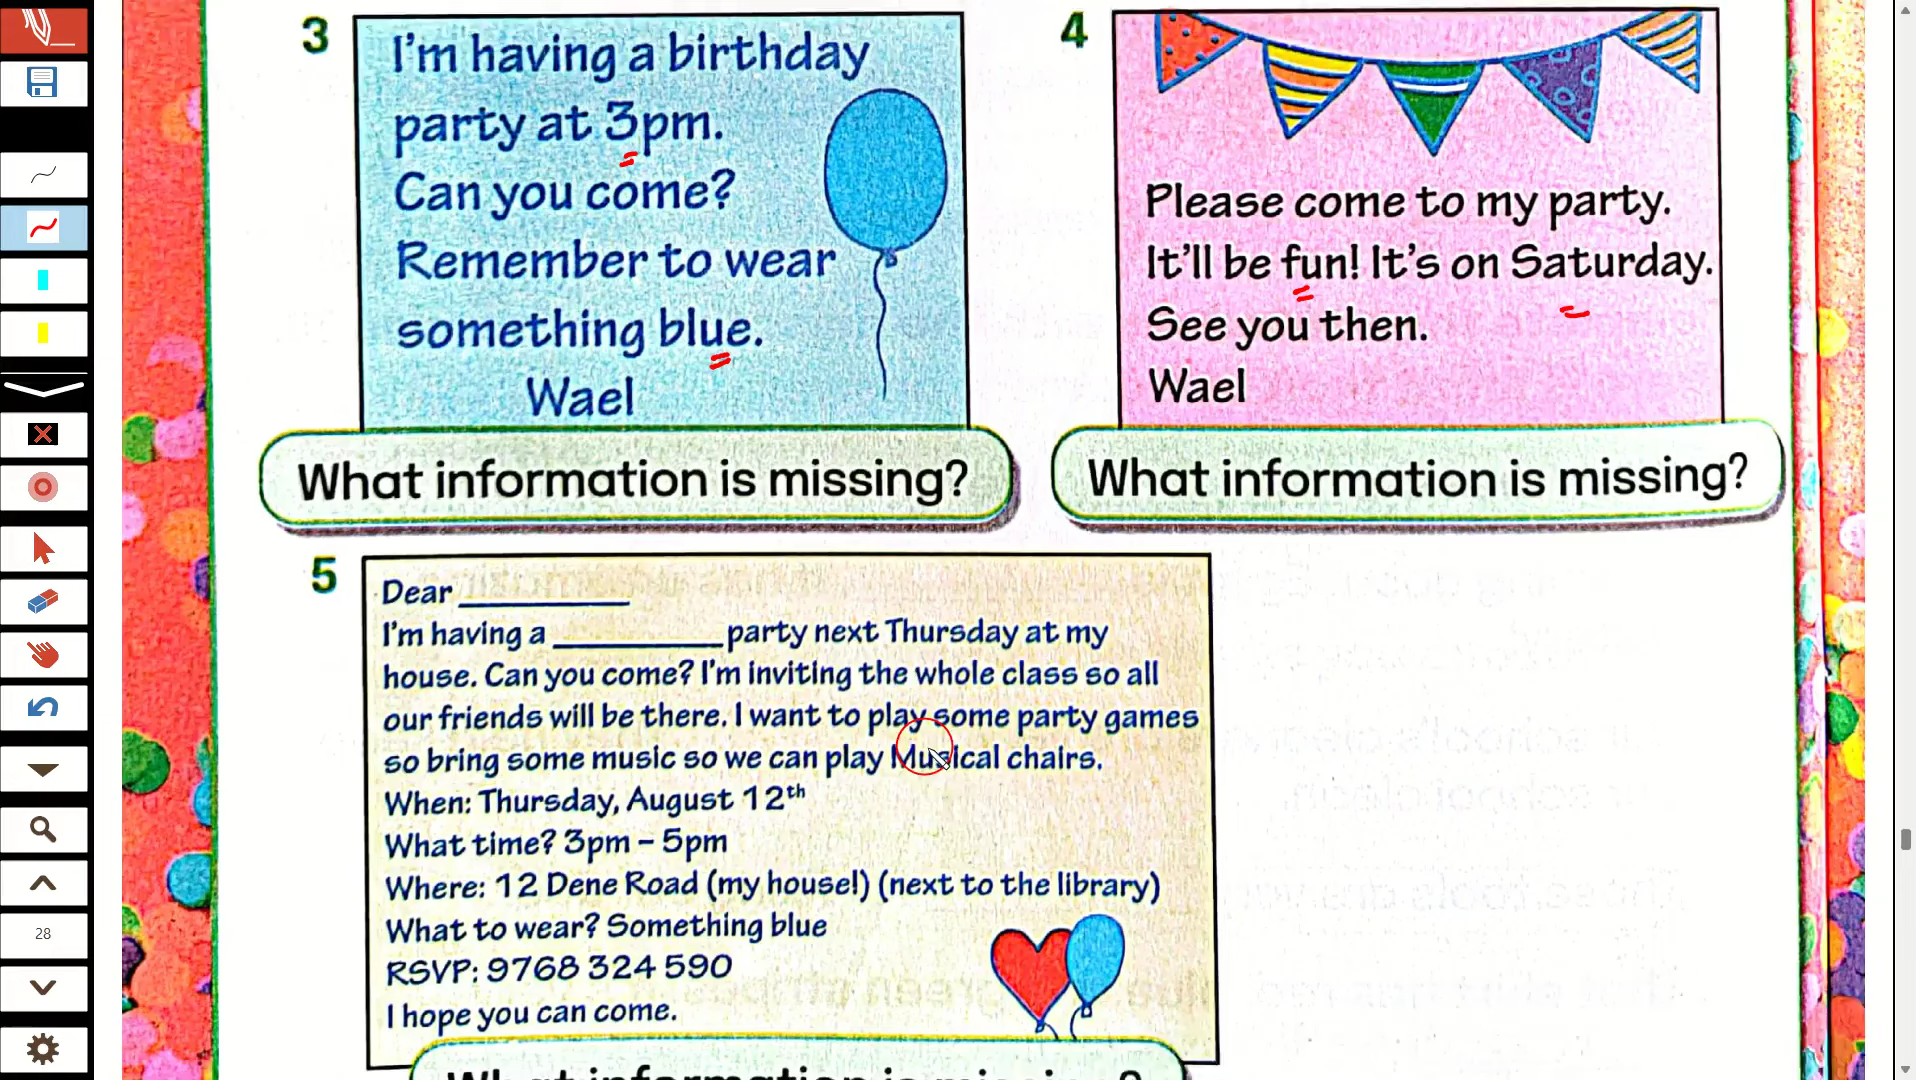 3
I'm having a birthday
party at 3pm.
Can you come?
Remember to wear
something blue.
Wael
What information is missing?
4
Please come to my party.
It'll be fun! It's on Saturday.
See you then.
Wael
What information is missing?
5
Dear
I'm having a __________ party next Thursday at my
house. Can you come? I'm inviting the whole class so all
our friends will be there. I want to play some party games
so bring some music so we can play Musical chairs.
When: Thursday, August 12th
What time? 3pm – 5pm
Where: 12 Dene Road (my house!) (next to the library)
What to wear? Something blue
RSVP: 9768 324 590
I hope you can come.
What information is missing?
28